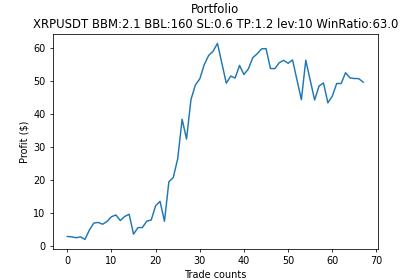 Portfolio
XRPUSDT BBM:2.1 BBL:160 SL:0.6 TP:1.2 lev:10 WinRatio:63.0
Profit ($)
60
50
40
30
20
10
0
0 10 20 30 40 50 60 70
Trade counts